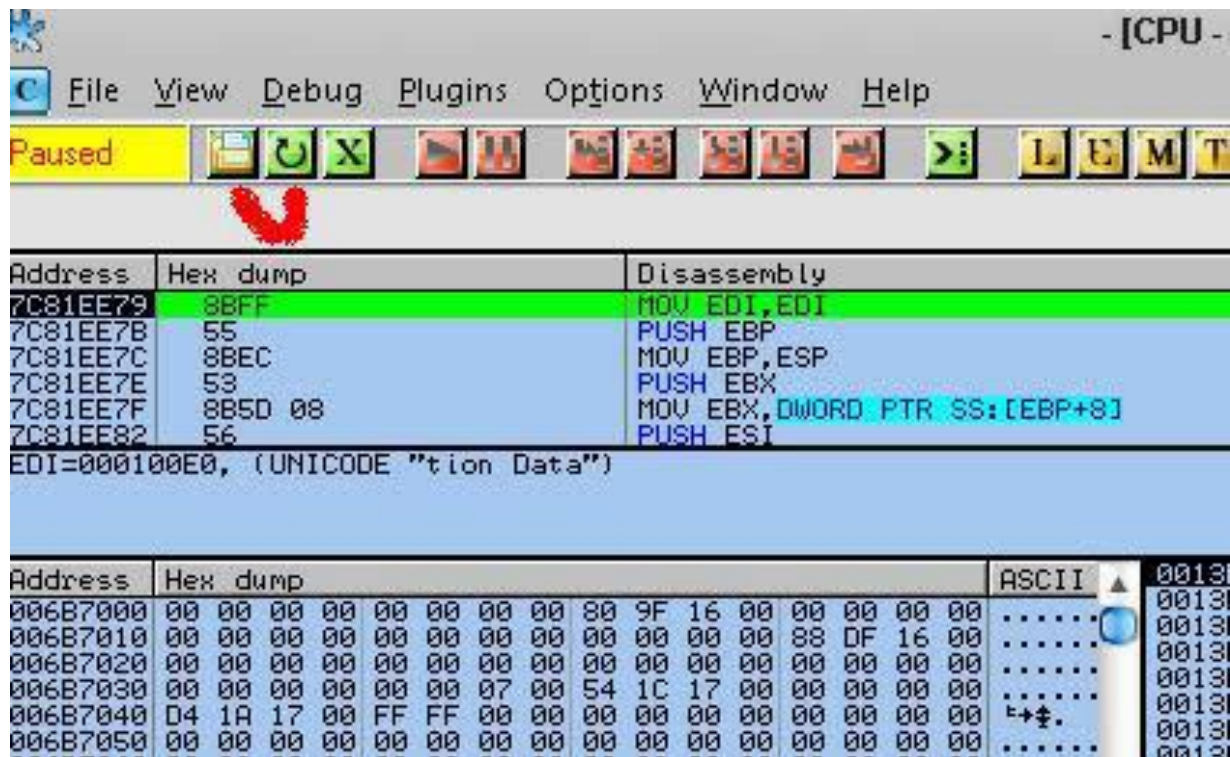 - [CPU -
C File View Debug Plugins Options Window Help
Paused X L E M T
Address Hex dump Disassembly
7C81EE79 8BFF MOV EDI,EDI
7C81EE7B 55 PUSH EBP
7C81EE7C 8BEC MOV EBP,ESP
7C81EE7E 53 PUSH EBX
7C81EE7F 8B5D 08 MOV EBX,DWORD PTR SS:[EBP+8]
7C81EE82 56 PUSH ESI
EDI=000100E0, (UNICODE "tion Data")
Address Hex dump ASCII 0013
006B7000 00 00 00 00 00 00 00 00 80 9F 16 00 00 00 00 00 ...... 0013
006B7010 00 00 00 00 00 00 00 00 00 00 00 00 88 DF 16 00 ...... 0013
006B7020 00 00 00 00 00 00 00 00 00 00 00 00 00 00 00 00 ...... 0013
006B7030 00 00 00 00 00 00 07 00 54 1C 17 00 00 00 00 00 ...... 0013
006B7040 D4 1A 17 00 FF FF 00 00 00 00 00 00 00 00 00 00 0013
006B7050 00 00 00 00 00 00 00 00 00 00 00 00 00 00 00 00 ...... 0013